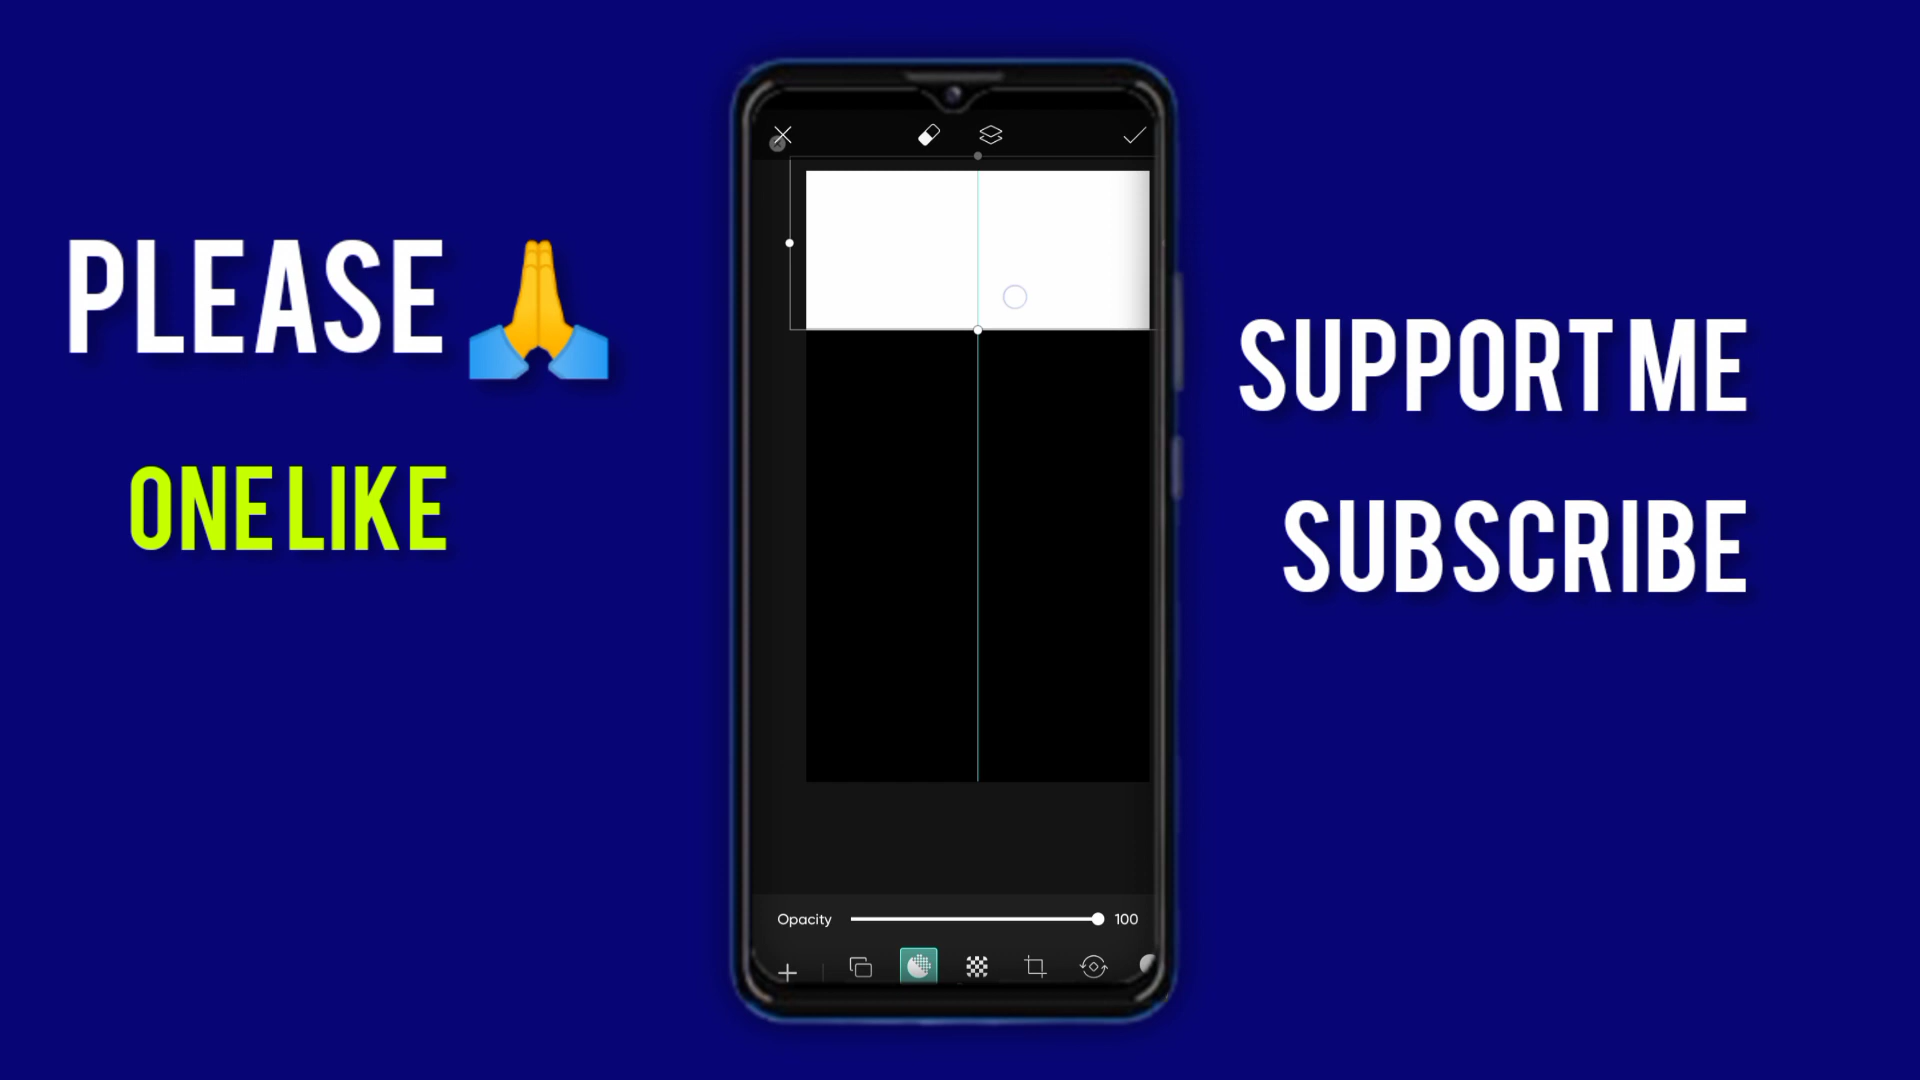 PLEASE 🙏
ONE LIKE
SUPPORT ME
SUBSCRIBE
Opacity 100